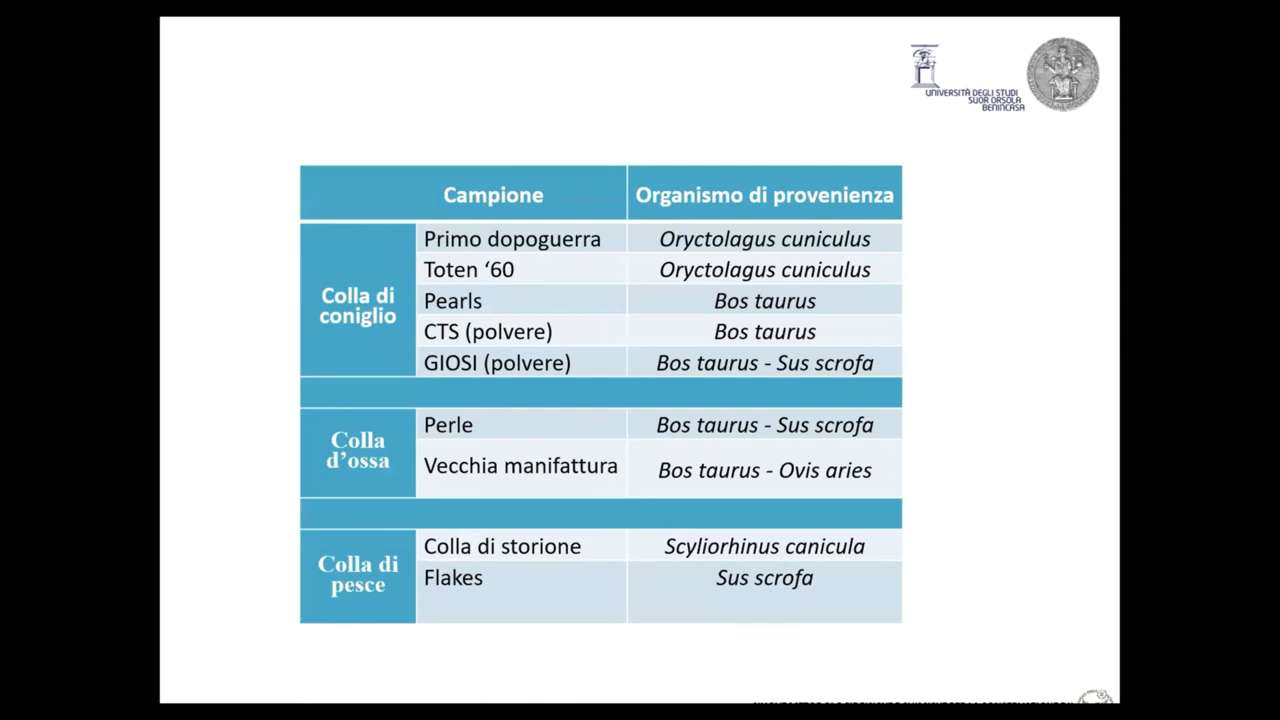 UNIVERSITÀ DEGLI STUDI
SUOR ORSOLA
BENINCASA
Campione Organismo di provenienza
Colla di coniglio
Primo dopoguerra Oryctolagus cuniculus
Toten ‘60 Oryctolagus cuniculus
Pearls Bos taurus
CTS (polvere) Bos taurus
GIOSI (polvere) Bos taurus - Sus scrofa
Colla d’ossa
Perle Bos taurus - Sus scrofa
Vecchia manifattura Bos taurus - Ovis aries
Colla di pesce
Colla di storione Scyliorhinus canicula
Flakes Sus scrofa